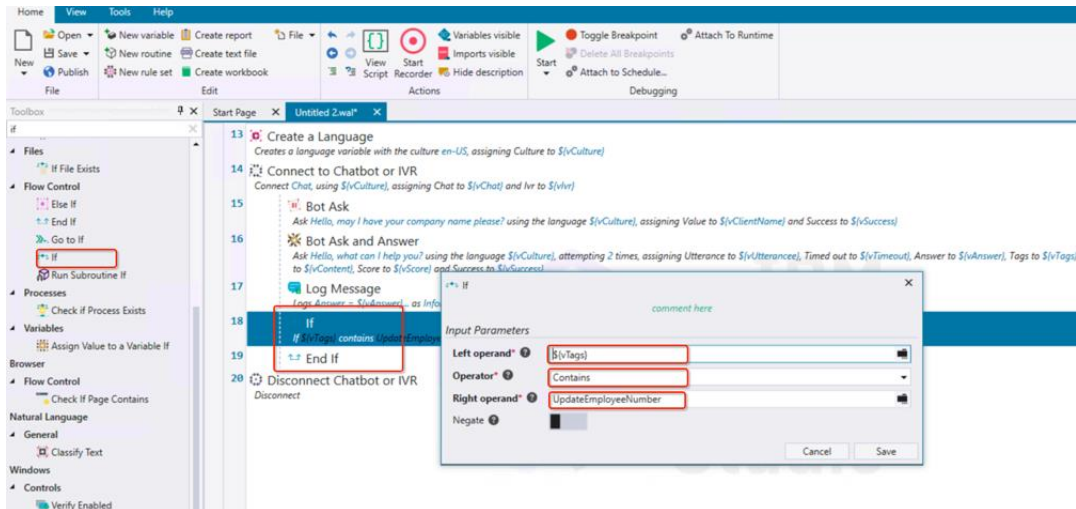 Home View Tools Help
Open New variable Create report File Variables visible Toggle Breakpoint Attach To Runtime
Save New routine Create text file Imports visible Delete All Breakpoints
New Publish New rule set Create workbook View Script Start Recorder Hide description Start Attach to Schedule...
File Edit Actions Debugging
Toolbox
Start Page Untitled 2.wal*
if
Files
If File Exists
Flow Control
Else If
End If
Go to If
If
Run Subroutine If
Processes
Check if Process Exists
Variables
Assign Value to a Variable If
Browser
Flow Control
Check If Page Contains
Natural Language
General
Classify Text
Windows
Controls
Verify Enabled
13 Create a Language
Creates a language variable with the culture en-US, assigning Culture to ${vCulture}
14 Connect to Chatbot or IVR
Connect Chat, using ${vCulture}, assigning Chat to ${vChat} and Ivr to ${vIvr}
15 Bot Ask
Ask Hello, may I have your company name please? using the language ${vCulture}, assigning Value to ${vClientName} and Success to ${vSuccess}
16 Bot Ask and Answer
Ask Hello, what can I help you? using the language ${vCulture}, attempting 2 times, assigning Utterance to ${vUtterancee}, Timed out to ${vTimeout}, Answer to ${vAnswer}, Tags to ${vTags}
to ${vContent}, Score to ${vScore} and Success to ${vSuccess}
17 Log Message
Logs Answer = ${vAnswer}... as Info
18 If
If ${vTags} contains UpdateEmploye
19 End If
20 Disconnect Chatbot or IVR
Disconnect
If
comment here
Input Parameters
Left operand* ${vTags}
Operator* Contains
Right operand* UpdateEmployeeNumber
Negate
Cancel Save